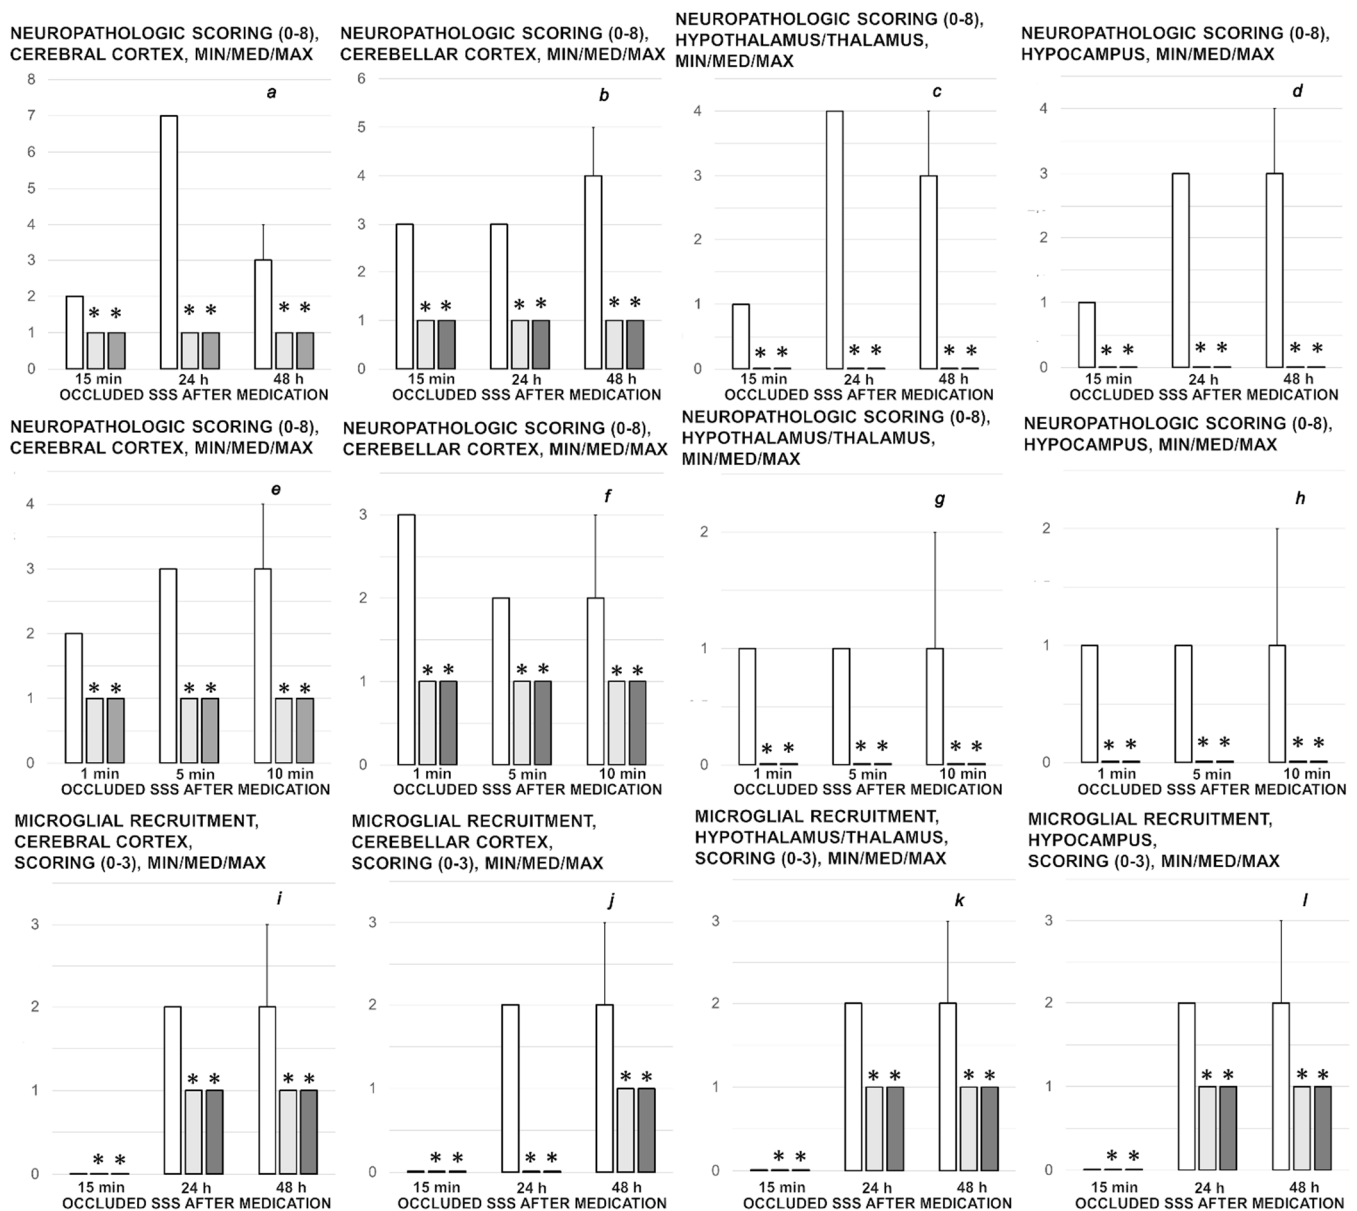 NEUROPATHOLOGIC SCORING (0-8),
CEREBRAL CORTEX, MIN/MED/MAX
a
8
7
6
5
4
3
2
1
0
* *
* *
* *
15 min 24 h 48 h
OCCLUDED SSS AFTER MEDICATION
NEUROPATHOLOGIC SCORING (0-8),
CEREBELLAR CORTEX, MIN/MED/MAX
b
6
5
4
3
2
1
0
* *
* *
* *
15 min 24 h 48 h
OCCLUDED SSS AFTER MEDICATION
NEUROPATHOLOGIC SCORING (0-8),
HYPOTHALAMUS/THALAMUS,
MIN/MED/MAX
c
4
3
2
1
0
* *
* *
* *
15 min 24 h 48 h
OCCLUDED SSS AFTER MEDICATION
NEUROPATHOLOGIC SCORING (0-8),
HYPOCAMPUS, MIN/MED/MAX
d
4
3
2
1
0
* *
* *
* *
15 min 24 h 48 h
OCCLUDED SSS AFTER MEDICATION
NEUROPATHOLOGIC SCORING (0-8),
CEREBRAL CORTEX, MIN/MED/MAX
e
4
3
2
1
0
* *
* *
* *
1 min 5 min 10 min
OCCLUDED SSS AFTER MEDICATION
NEUROPATHOLOGIC SCORING (0-8),
CEREBELLAR CORTEX, MIN/MED/MAX
f
3
2
1
0
* *
* *
* *
1 min 5 min 10 min
OCCLUDED SSS AFTER MEDICATION
NEUROPATHOLOGIC SCORING (0-8),
HYPOTHALAMUS/THALAMUS,
MIN/MED/MAX
g
2
1
0
* *
* *
* *
1 min 5 min 10 min
OCCLUDED SSS AFTER MEDICATION
NEUROPATHOLOGIC SCORING (0-8),
HYPOCAMPUS, MIN/MED/MAX
h
2
1
0
* *
* *
* *
1 min 5 min 10 min
OCCLUDED SSS AFTER MEDICATION
MICROGLIAL RECRUITMENT,
CEREBRAL CORTEX,
SCORING (0-3), MIN/MED/MAX
i
3
2
1
0
* *
* *
* *
15 min 24 h 48 h
OCCLUDED SSS AFTER MEDICATION
MICROGLIAL RECRUITMENT,
CEREBELLAR CORTEX,
SCORING (0-3), MIN/MED/MAX
j
3
2
1
0
* *
* *
15 min 24 h 48 h
OCCLUDED SSS AFTER MEDICATION
MICROGLIAL RECRUITMENT,
HYPOTHALAMUS/THALAMUS,
SCORING (0-3), MIN/MED/MAX
k
3
2
1
0
* *
* *
* *
15 min 24 h 48 h
OCCLUDED SSS AFTER MEDICATION
MICROGLIAL RECRUITMENT,
HYPOCAMPUS,
SCORING (0-3), MIN/MED/MAX
l
3
2
1
0
* *
* *
* *
15 min 24 h 48 h
OCCLUDED SSS AFTER MEDICATION